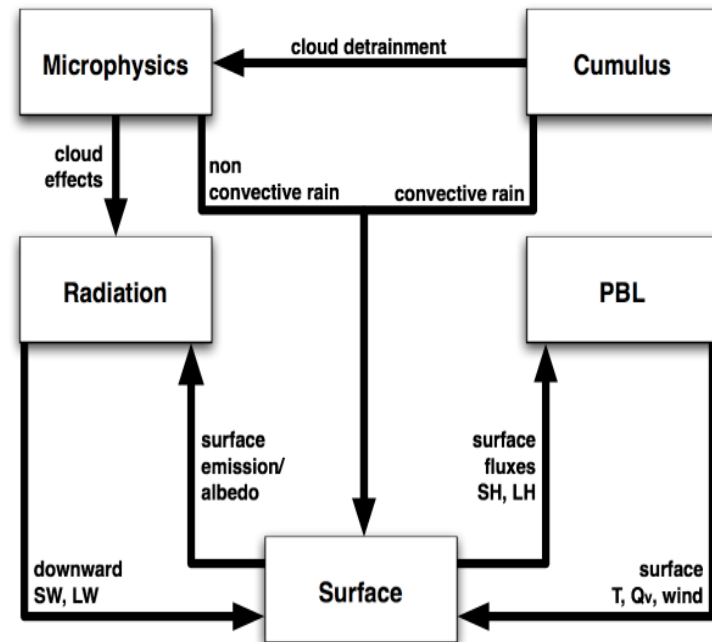 Microphysics
cloud detrainment
Cumulus
cloud
effects
non
convective rain
convective rain
Radiation
PBL
surface
emission/
albedo
surface
fluxes
SH, LH
downward
SW, LW
Surface
surface
T, Qv, wind